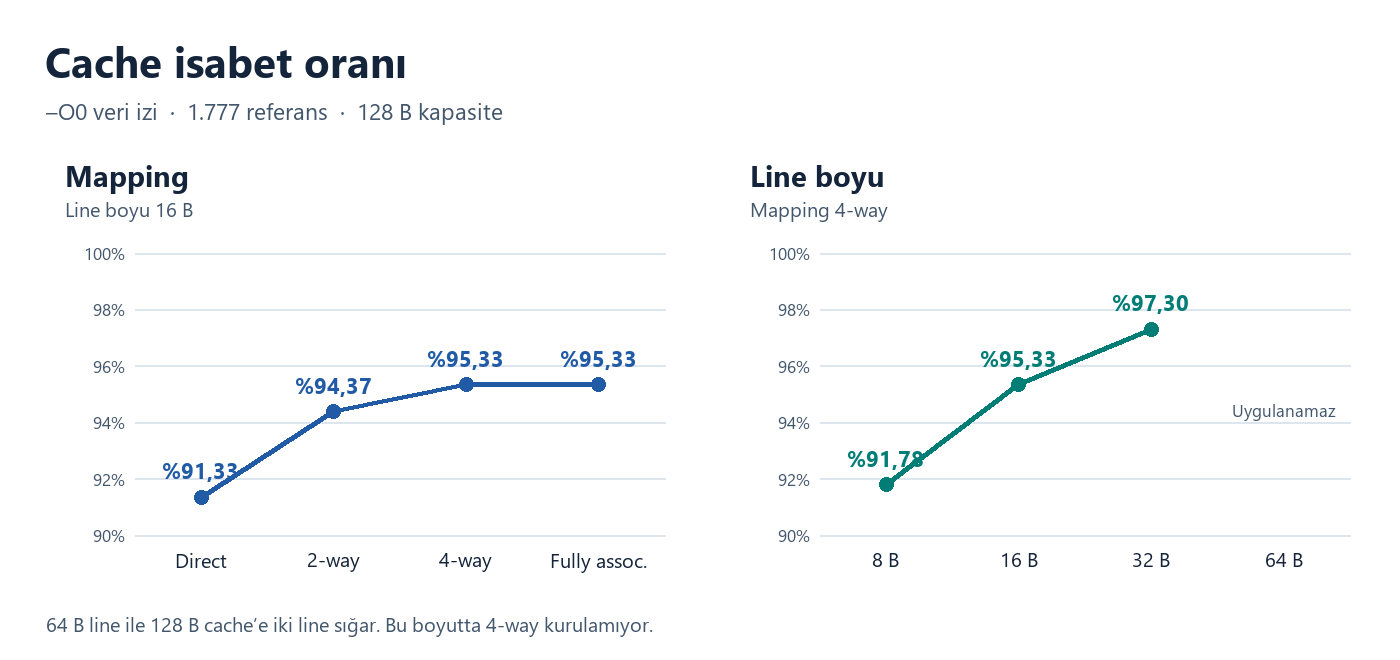 Cache isabet oranı
–O0 veri izi · 1.777 referans · 128 B kapasite
Mapping
Line boyu 16 B
100%
98%
96%
94%
92%
90%
%91,33
%94,37
%95,33
%95,33
Direct
2-way
4-way
Fully assoc.
Line boyu
Mapping 4-way
100%
98%
96%
94%
92%
90%
%91,78
%95,33
%97,30
Uygulanamaz
8 B
16 B
32 B
64 B
64 B line ile 128 B cache’e iki line sığar. Bu boyutta 4-way kurulamıyor.